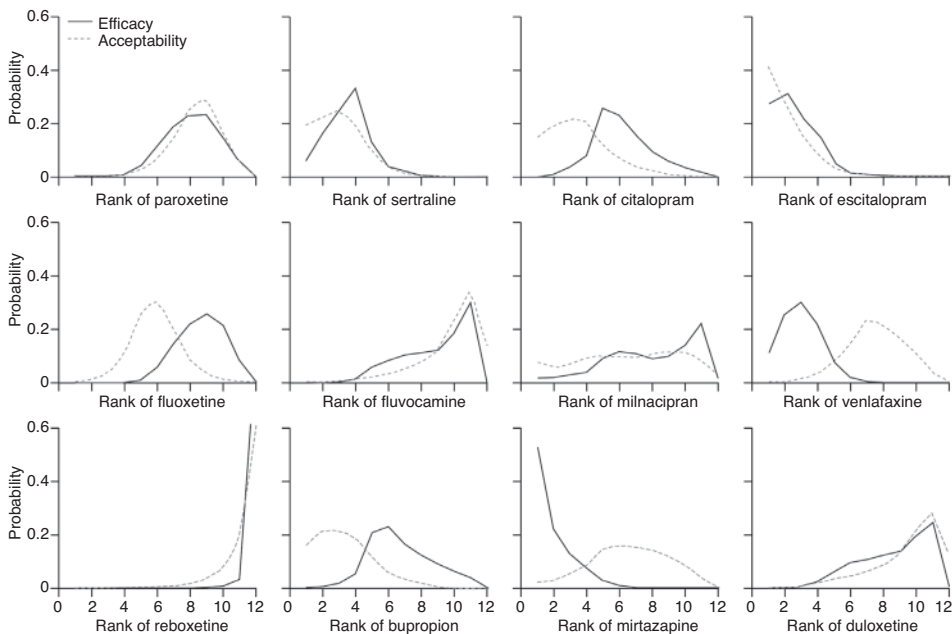 0.6
Efficacy
Acceptability
Probability
0.4
0.2
0
Rank of paroxetine
Rank of sertraline
Rank of citalopram
Rank of escitalopram
0.6
Probability
0.4
0.2
0
Rank of fluoxetine
Rank of fluvocamine
Rank of milnacipran
Rank of venlafaxine
0.6
Probability
0.4
0.2
0
0 2 4 6 8 10 12
0 2 4 6 8 10 12
0 2 4 6 8 10 12
0 2 4 6 8 10 12
Rank of reboxetine
Rank of bupropion
Rank of mirtazapine
Rank of duloxetine